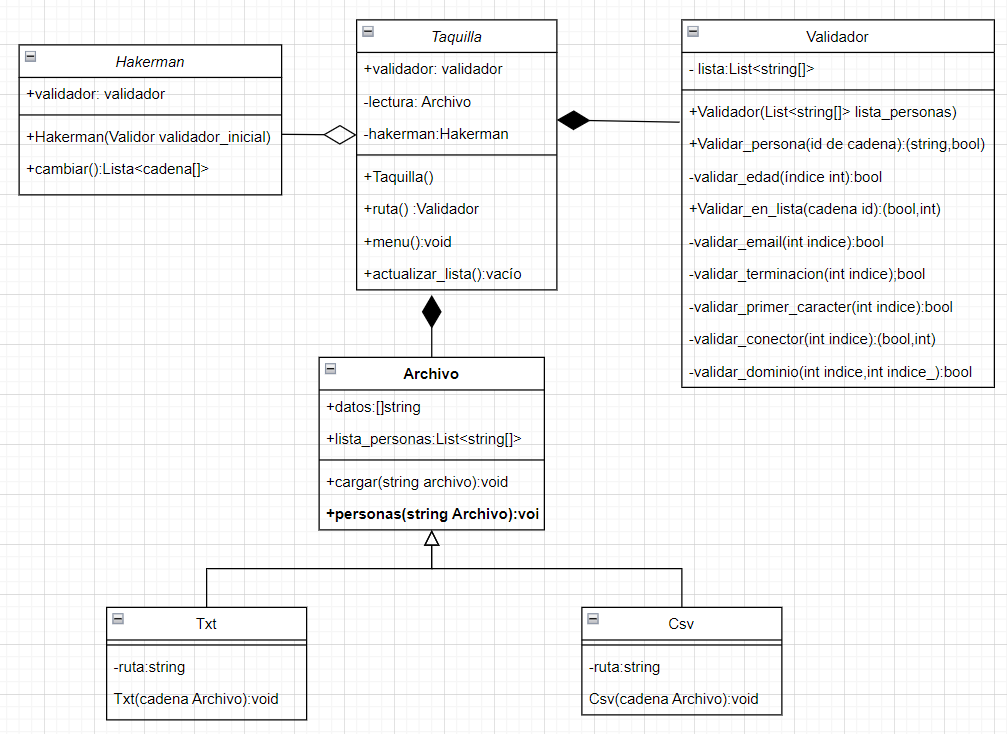 Hakerman
+validador: validador
+Hakerman(Validor validador_inicial)
+cambiar():Lista<cadena[]>
Taquilla
+validador: validador
-lectura: Archivo
-hakerman:Hakerman
+Taquilla()
+ruta() :Validador
+menu():void
+actualizar_lista():vacío
Validador
- lista:List<string[]>
+Validador(List<string[]> lista_personas)
+Validar_persona(id de cadena):(string,bool)
-validar_edad(índice int):bool
+Validar_en_lista(cadena id):(bool,int)
-validar_email(int indice):bool
-validar_terminacion(int indice);bool
-validar_primer_caracter(int indice):bool
-validar_conector(int indice):(bool,int)
-validar_dominio(int indice,int indice_):bool
Archivo
+datos:[]string
+lista_personas:List<string[]>
+cargar(string archivo):void
+personas(string Archivo):voi
Txt
-ruta:string
Txt(cadena Archivo):void
Csv
-ruta:string
Csv(cadena Archivo):void